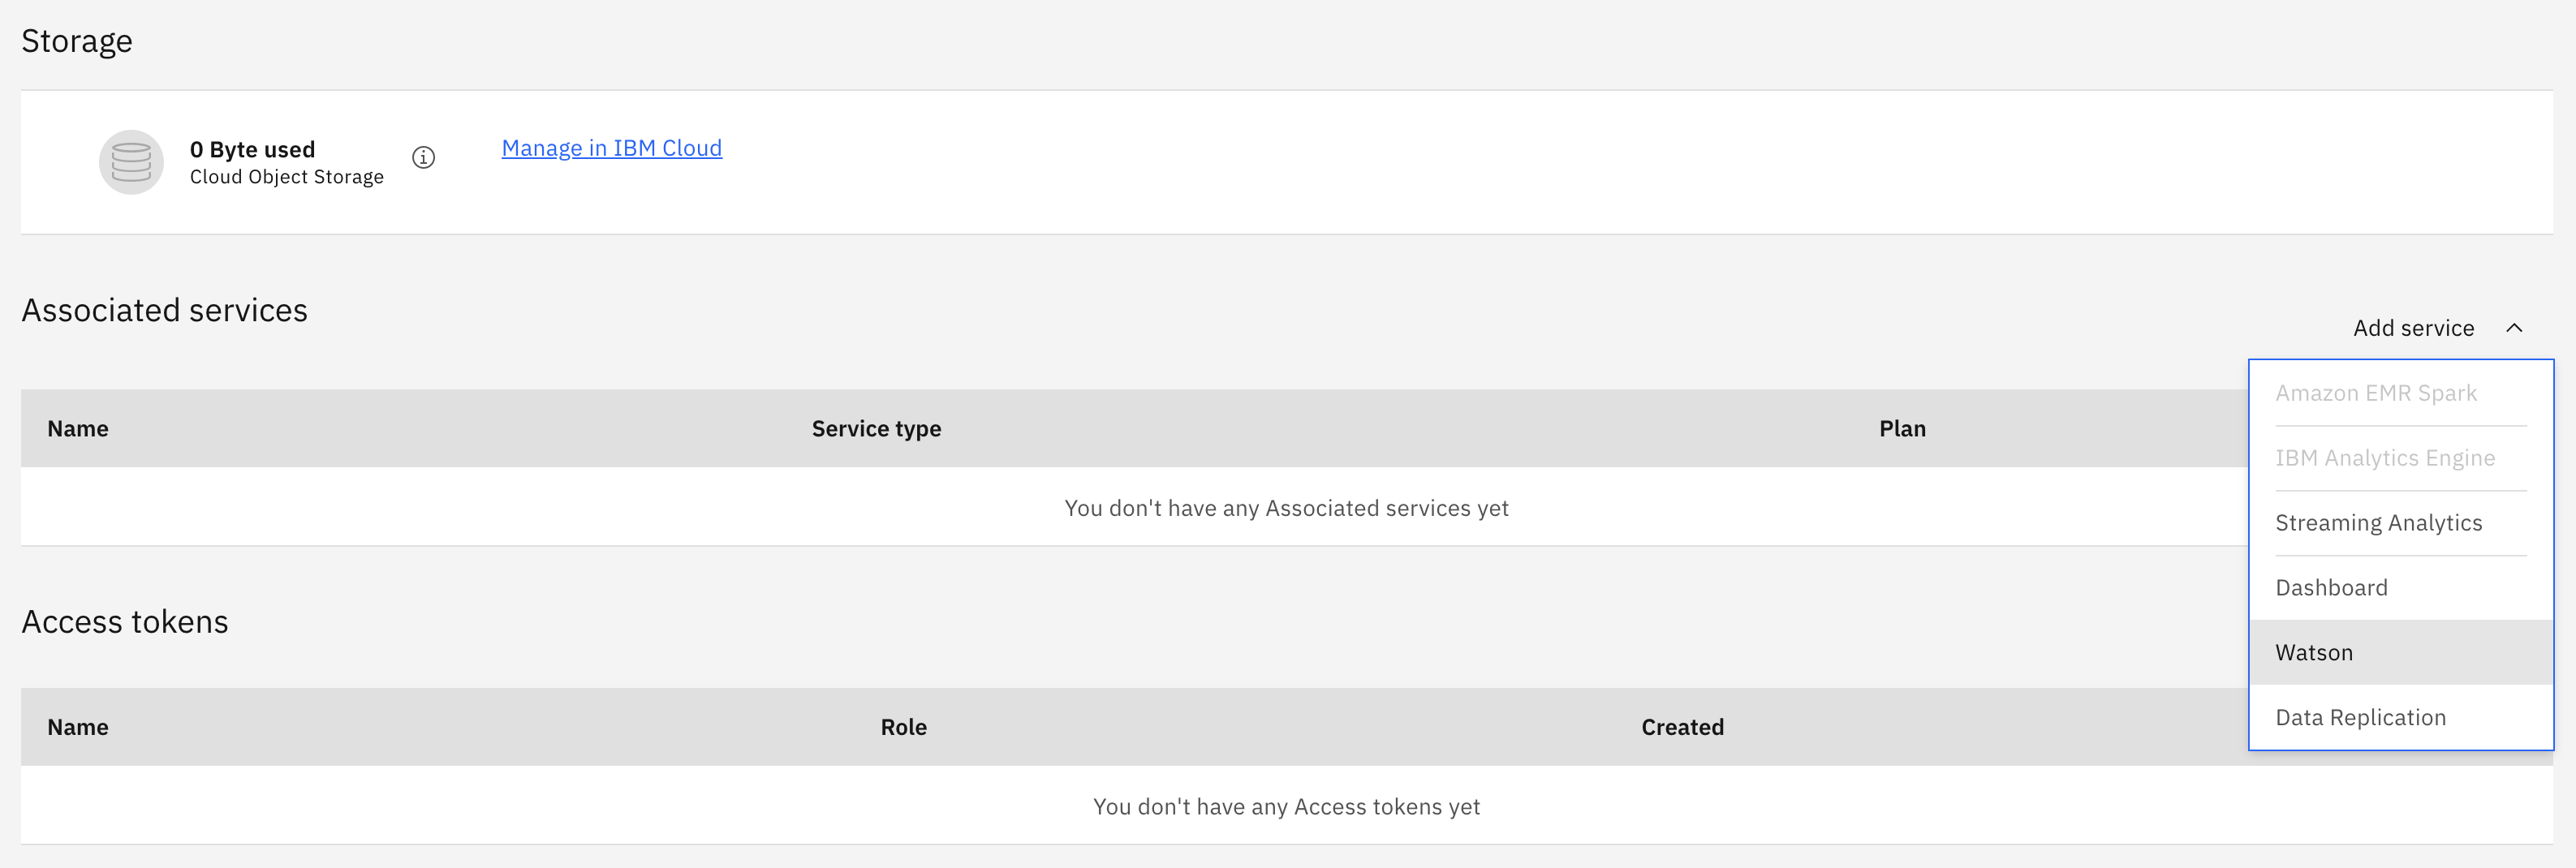 Storage
0 Byte used
Cloud Object Storage
Manage in IBM Cloud
Associated services
Add service
Name Service type Plan
You don't have any Associated services yet
Amazon EMR Spark
IBM Analytics Engine
Streaming Analytics
Dashboard
Watson
Data Replication
Access tokens
Name Role Created
You don't have any Access tokens yet